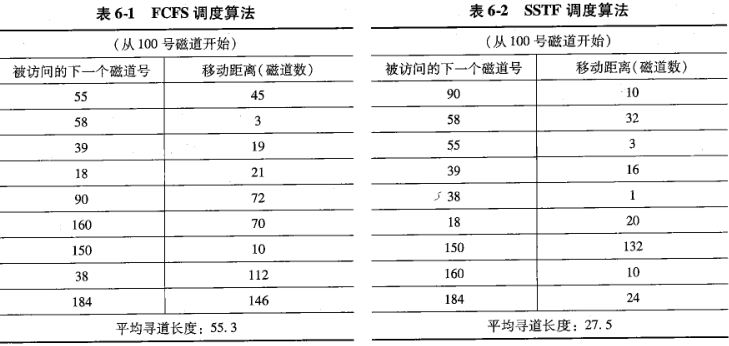 表 6-1 FCFS 调度算法
(从 100 号磁道开始)
被访问的下一个磁道号 移动距离(磁道数)
55 45
58 3
39 19
18 21
90 72
160 70
150 10
38 112
184 146
平均寻道长度：55.3
表 6-2 SSTF 调度算法
(从 100 号磁道开始)
被访问的下一个磁道号 移动距离(磁道数)
90 10
58 32
55 3
39 16
38 1
18 20
150 132
160 10
184 24
平均寻道长度：27.5